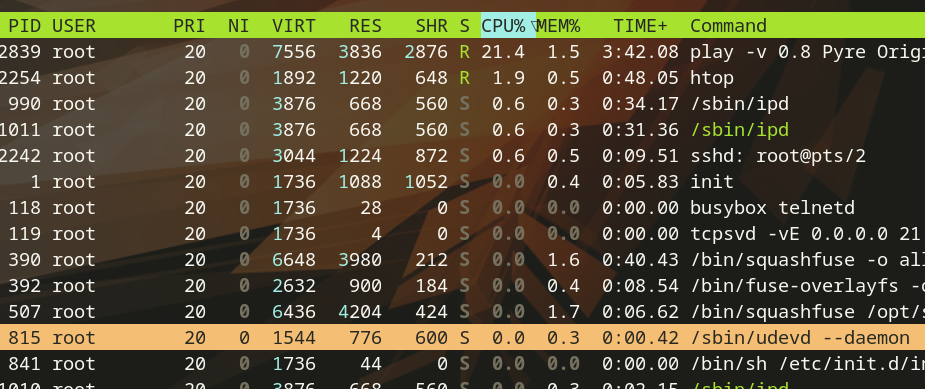 PID USER PRI NI VIRT RES SHR S CPU%▽MEM% TIME+ Command
2839 root 20 0 7556 3836 2876 R 21.4 1.5 3:42.08 play -v 0.8 Pyre Orig
2254 root 20 0 1892 1220 648 R 1.9 0.5 0:48.05 htop
990 root 20 0 3876 668 560 S 0.6 0.3 0:34.17 /sbin/ipd
1011 root 20 0 3876 668 560 S 0.6 0.3 0:31.36 /sbin/ipd
2242 root 20 0 3044 1224 872 S 0.6 0.5 0:09.51 sshd: root@pts/2
1 root 20 0 1736 1088 1052 S 0.0 0.4 0:05.83 init
118 root 20 0 1736 28 0 S 0.0 0.0 0:00.00 busybox telnetd
119 root 20 0 1736 4 0 S 0.0 0.0 0:00.00 tcpsvd -vE 0.0.0.0 21
390 root 20 0 6648 3980 212 S 0.0 1.6 0:40.43 /bin/squashfuse -o all
392 root 20 0 2632 900 184 S 0.0 0.4 0:08.54 /bin/fuse-overlayfs -o
507 root 20 0 6436 4204 424 S 0.0 1.7 0:06.62 /bin/squashfuse /opt/s
815 root 20 0 1544 776 600 S 0.0 0.3 0:00.42 /sbin/udevd --daemon
841 root 20 0 1736 44 0 S 0.0 0.0 0:00.00 /bin/sh /etc/init.d/in
1010 root 20 0 3876 668 560 S 0.0 0.3 0:02.15 /sbin/ipd